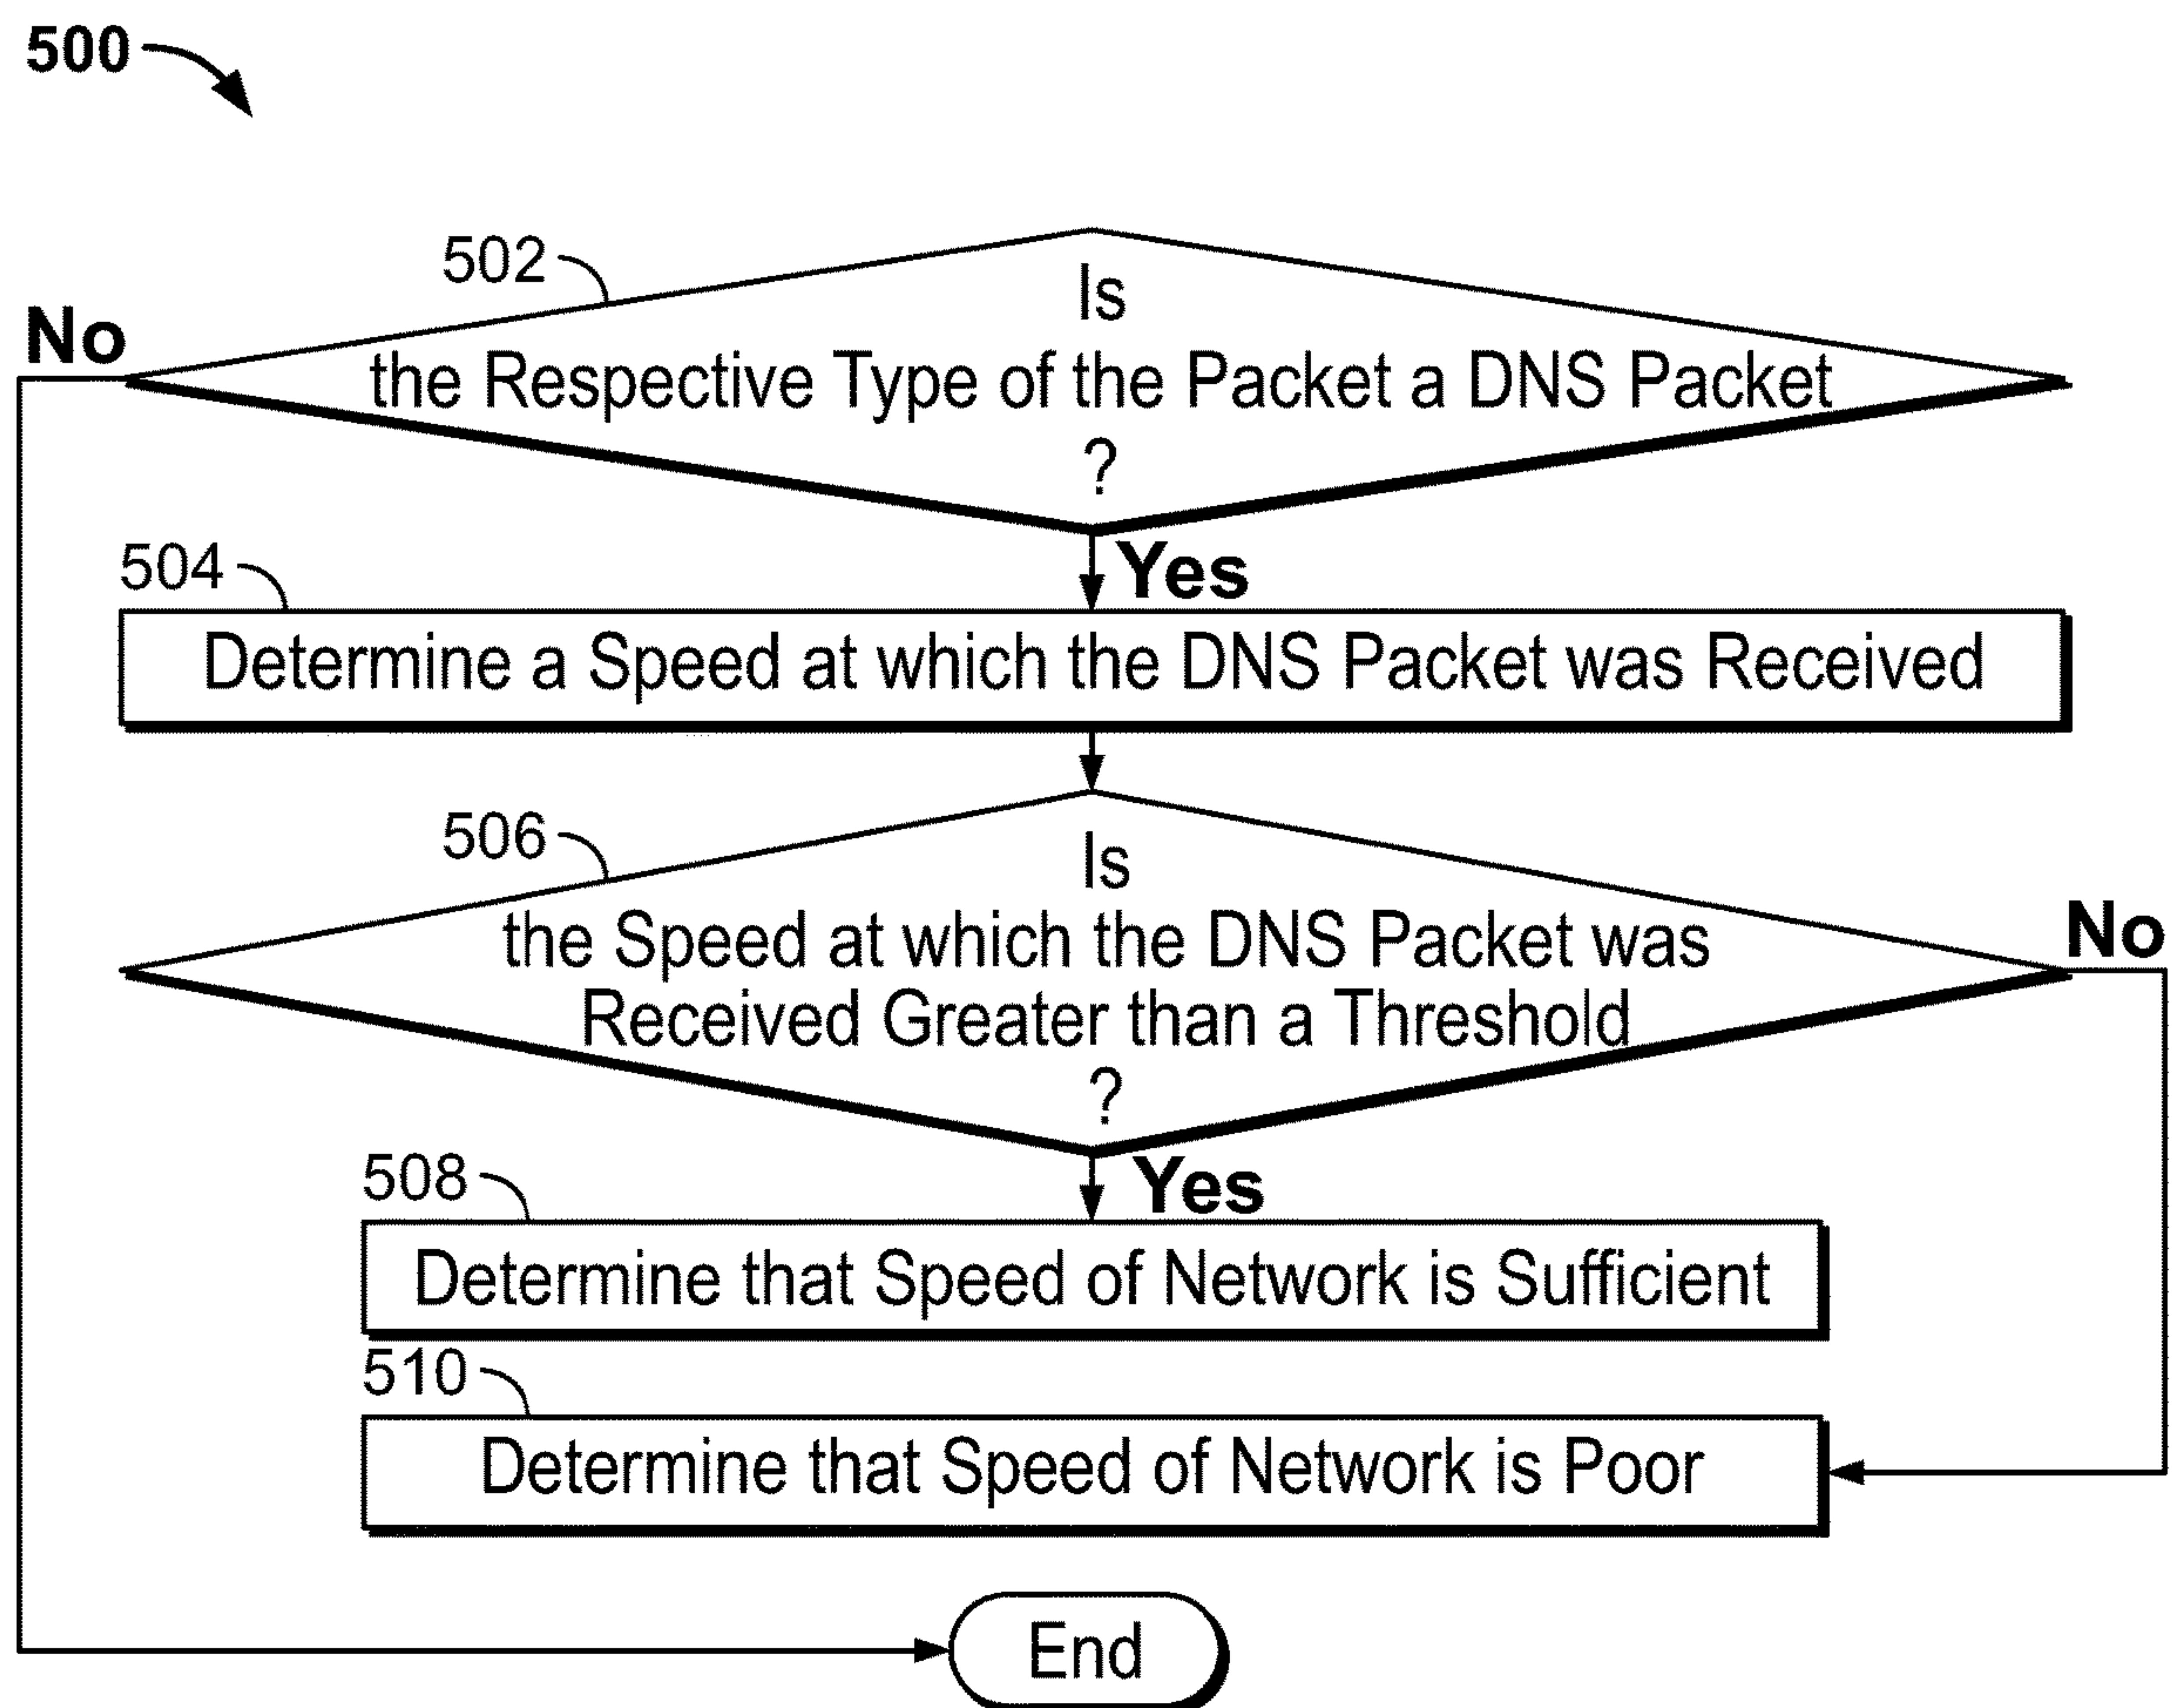 500
502
Is
No
the Respective Type of the Packet a DNS Packet
?
504
Yes
Determine a Speed at which the DNS Packet was Received
506
Is
the Speed at which the DNS Packet was
No
Received Greater than a Threshold
?
508
Yes
Determine that Speed of Network is Sufficient
510
Determine that Speed of Network is Poor
End